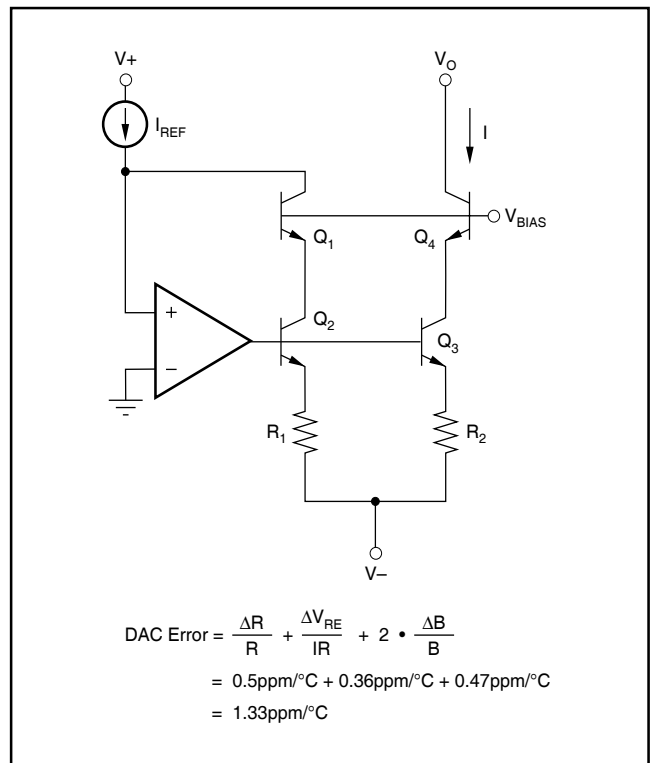 V+
V_O
I_REF
I
V_BIAS
Q_1
Q_4
+
Q_2
Q_3
–
R_1
R_2
V–
DAC Error = ΔR/R + ΔV_RE/IR + 2 • ΔB/B
= 0.5ppm/°C + 0.36ppm/°C + 0.47ppm/°C
= 1.33ppm/°C